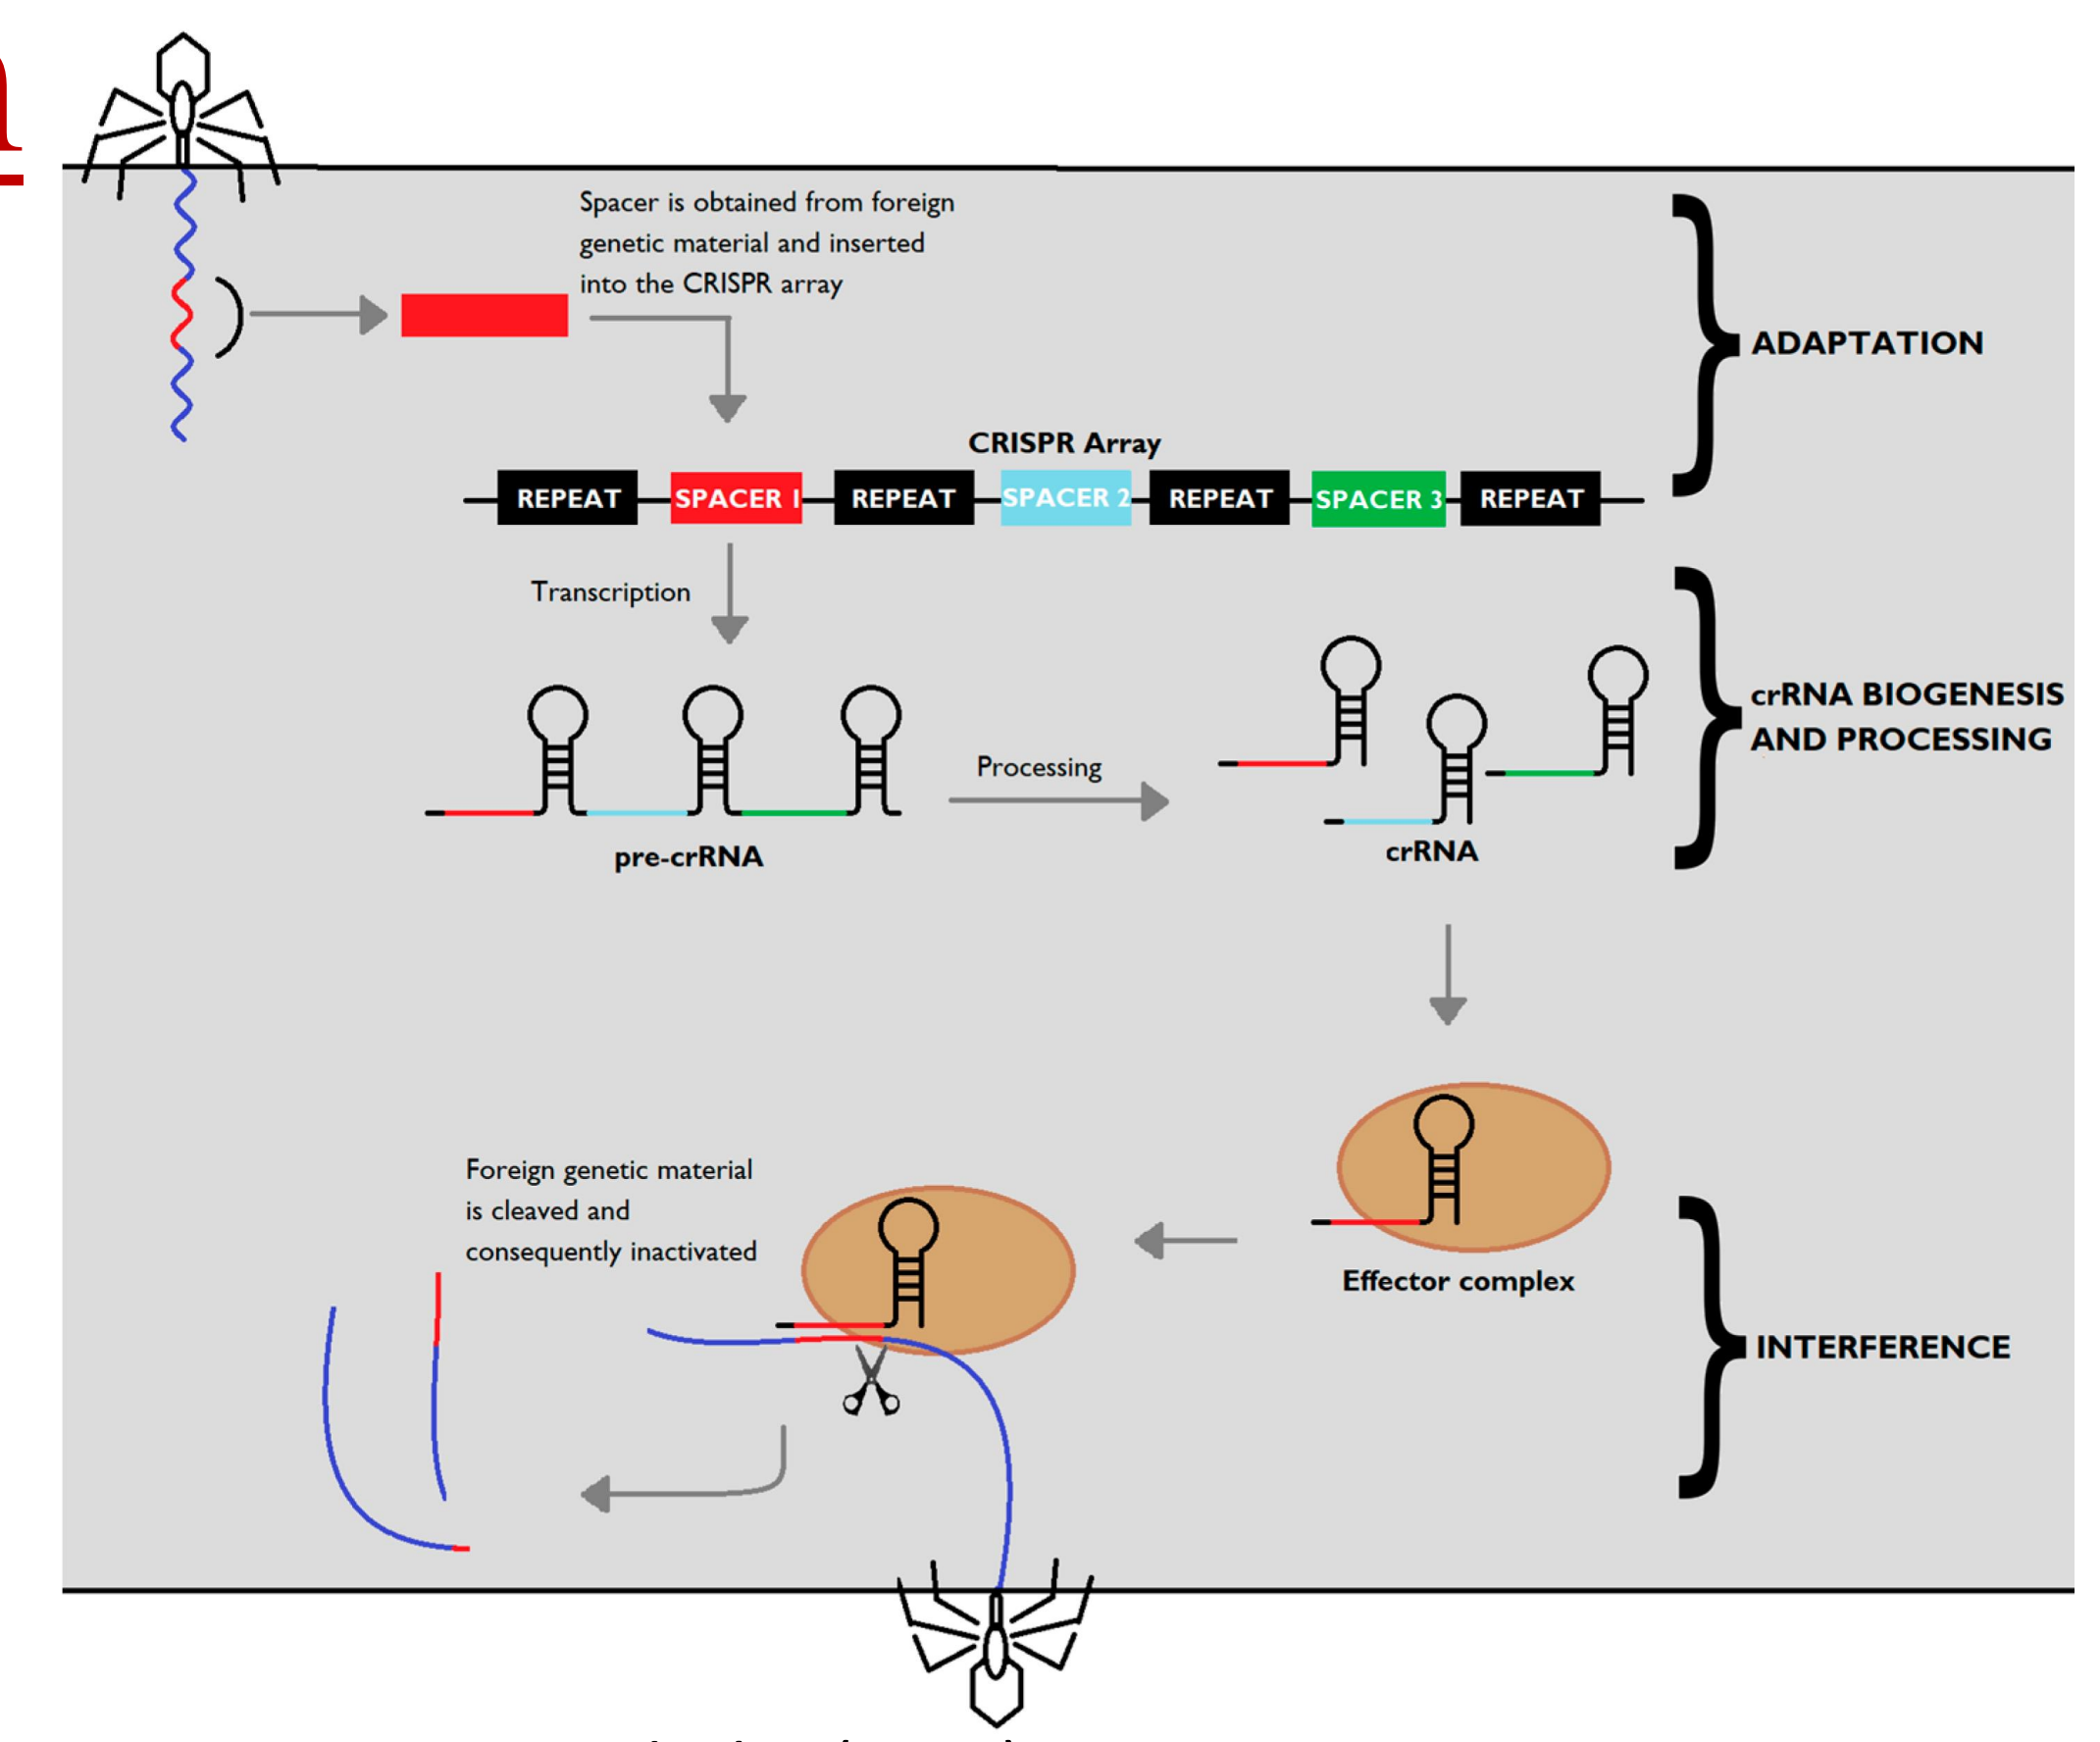 Spacer is obtained from foreign
genetic material and inserted
into the CRISPR array
ADAPTATION
CRISPR Array
REPEAT SPACER 1 REPEAT SPACER 2 REPEAT SPACER 3 REPEAT
Transcription
crRNA BIOGENESIS
AND PROCESSING
Processing
pre-crRNA
crRNA
Effector complex
Foreign genetic material
is cleaved and
consequently inactivated
INTERFERENCE